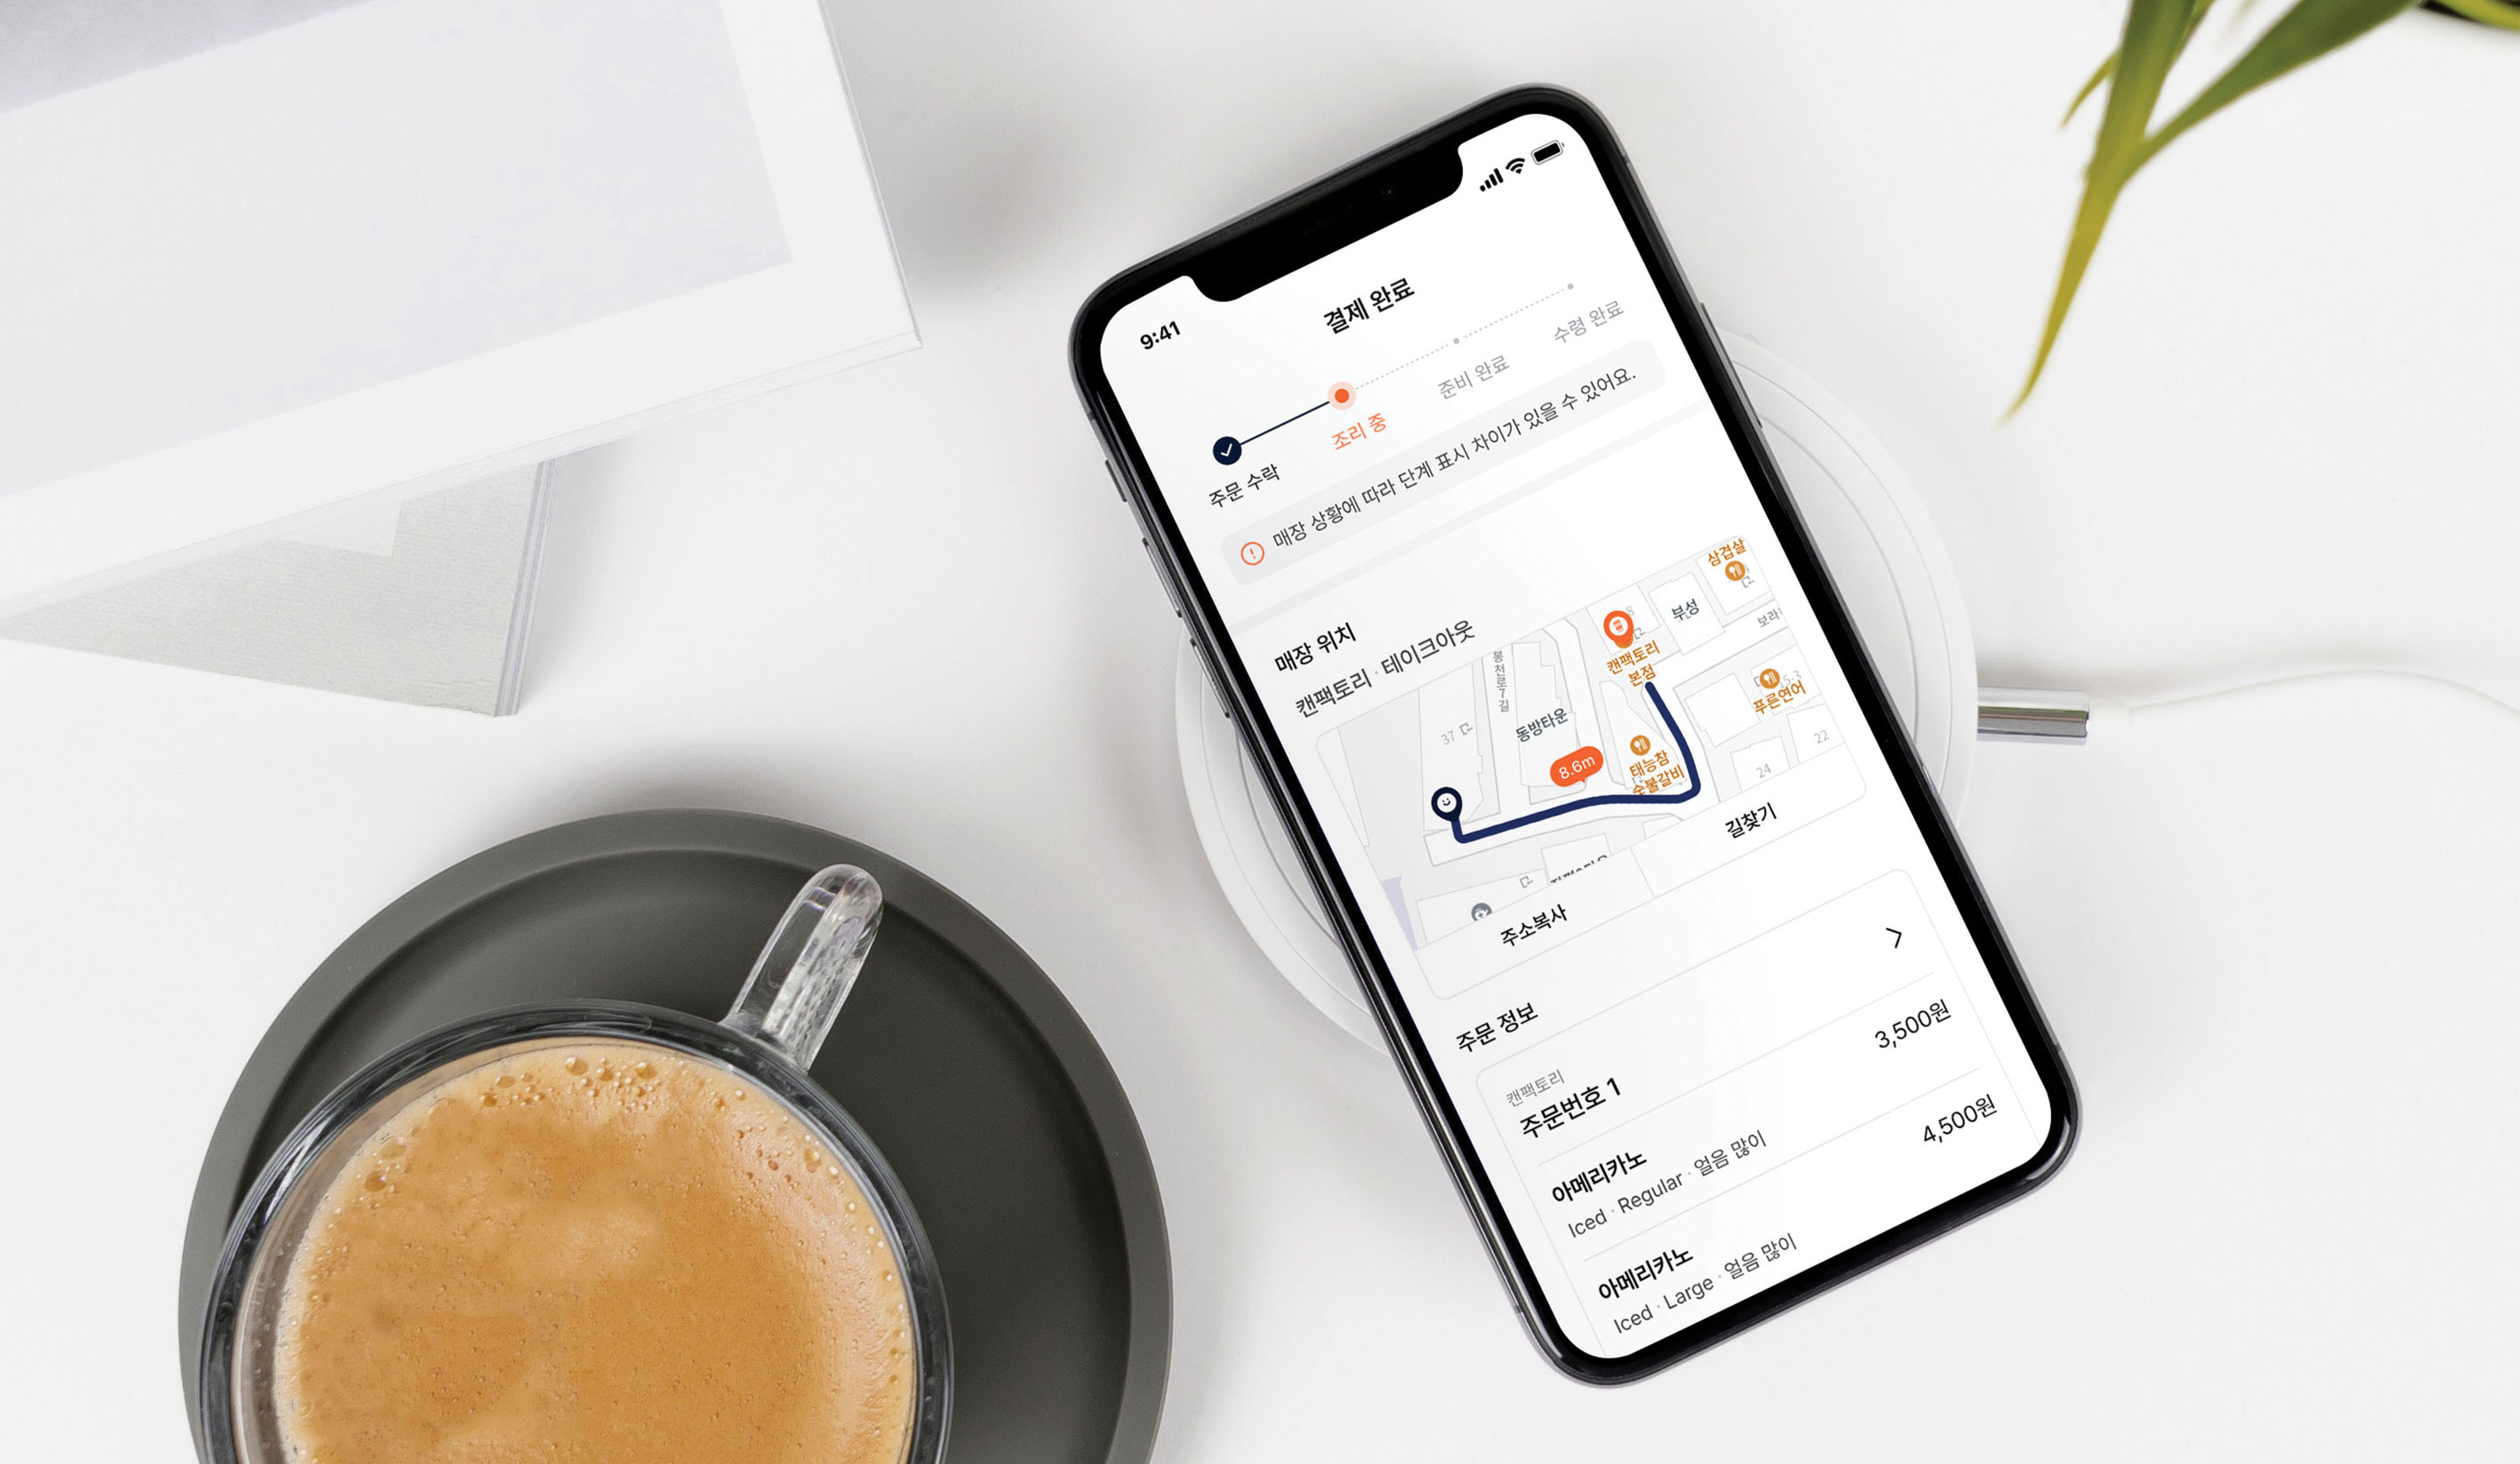 9:41
결제 완료
주문 수락
조리 중
준비 완료
수령 완료
매장 상황에 따라 단계 표시 차이가 있을 수 있어요.
매장 위치
캔팩토리 · 테이크아웃
삼겹살
부성
캔팩토리
본점
봉천로7길
37
동방타운
8.6m
태능참
숯불갈비
푸른연어
22
24
주소복사
길찾기
주문 정보
캔팩토리
주문번호 1
아메리카노
3,500원
Iced · Regular · 얼음 많이
아메리카노
4,500원
Iced · Large · 얼음 많이